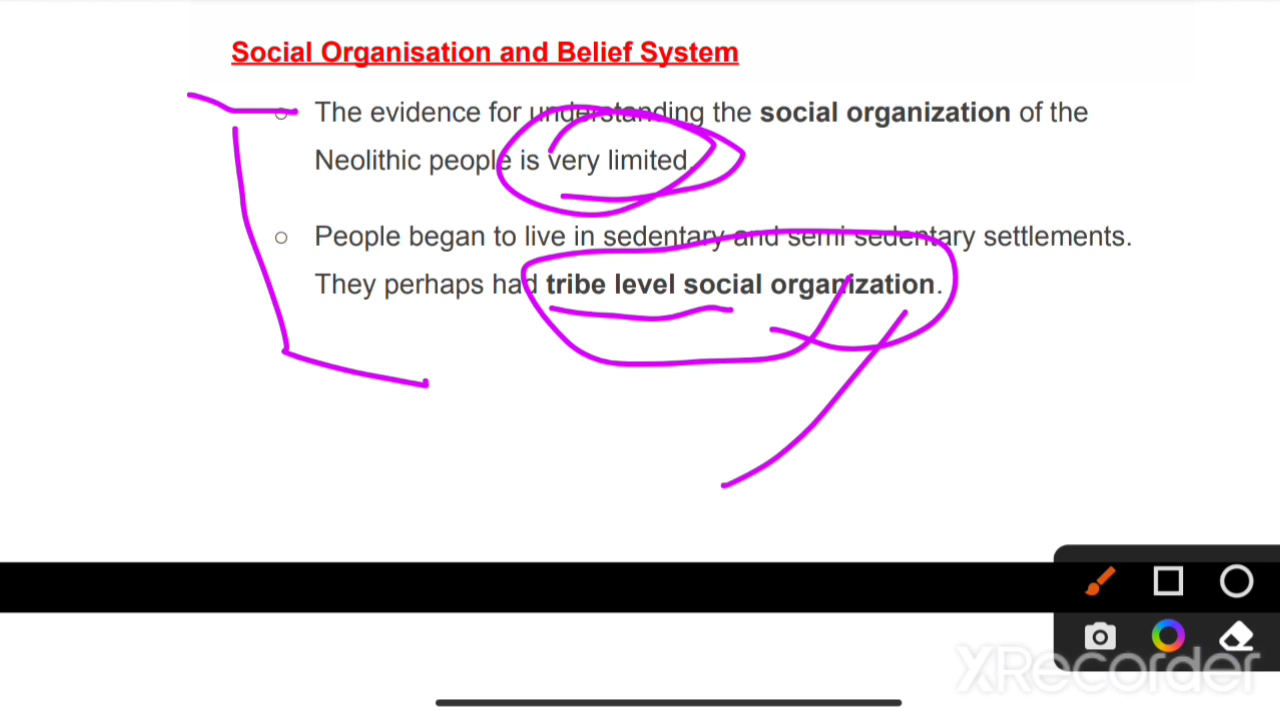 Social Organisation and Belief System
The evidence for understanding the social organization of the
Neolithic people is very limited.
People began to live in sedentary and semi sedentary settlements.
They perhaps had tribe level social organization.
XRecorder